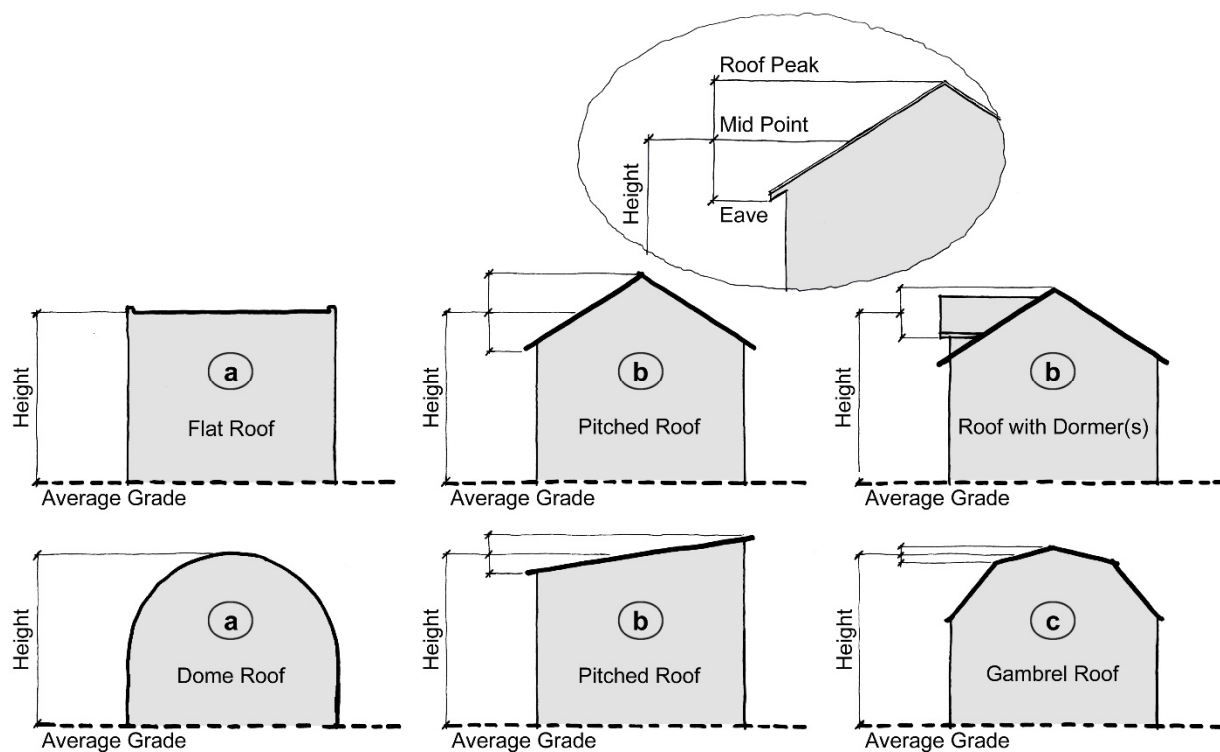 Roof Peak
Mid Point
Height
Eave
Height
a
Flat Roof
Average Grade
Height
b
Pitched Roof
Average Grade
Height
b
Roof with Dormer(s)
Average Grade
Height
a
Dome Roof
Average Grade
Height
b
Pitched Roof
Average Grade
Height
c
Gambrel Roof
Average Grade